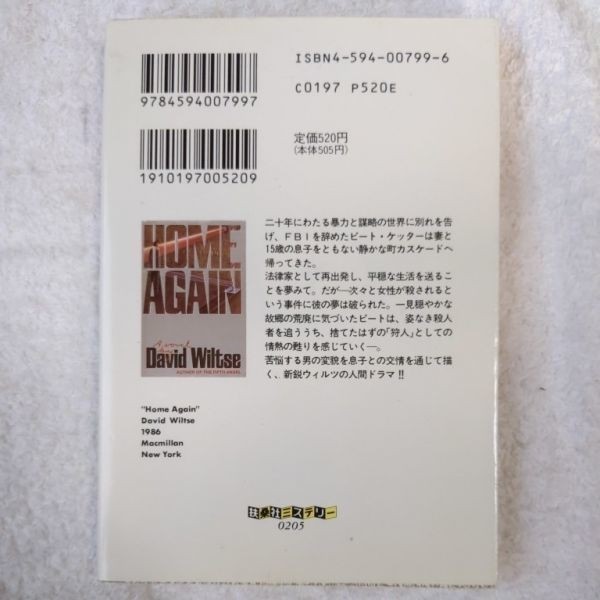 ISBN4-594-00799-6
9784594007997
C0197 P520E
定価520円
(本体505円)
1910197005209
二十年にわたる暴力と謀略の世界に別れを告
げ、FBIを辞めたビート・ケッターは妻と
15歳の息子をともない静かな町カスケードへ
帰ってきた。
法律家として再出発し、平穏な生活を送るこ
とを夢みて。だが─次々と女性が殺されると
いう事件に彼の夢は破られた。一見穏やかな
故郷の荒廃に気づいたビートは、姿なき殺人
者を追ううち、捨てたはずの「狩人」としての
情熱の甦りを感じていく─。
苦悩する男の変貌を息子との交情を通じて描
く、新鋭ウィルツの人間ドラマ!!
HOME
AGAIN
A novel by
David Wiltse
AUTHOR OF THE FIFTH ANGEL
"Home Again"
David Wiltse
1986
Macmillan
New York
扶桑社ミステリー
0205